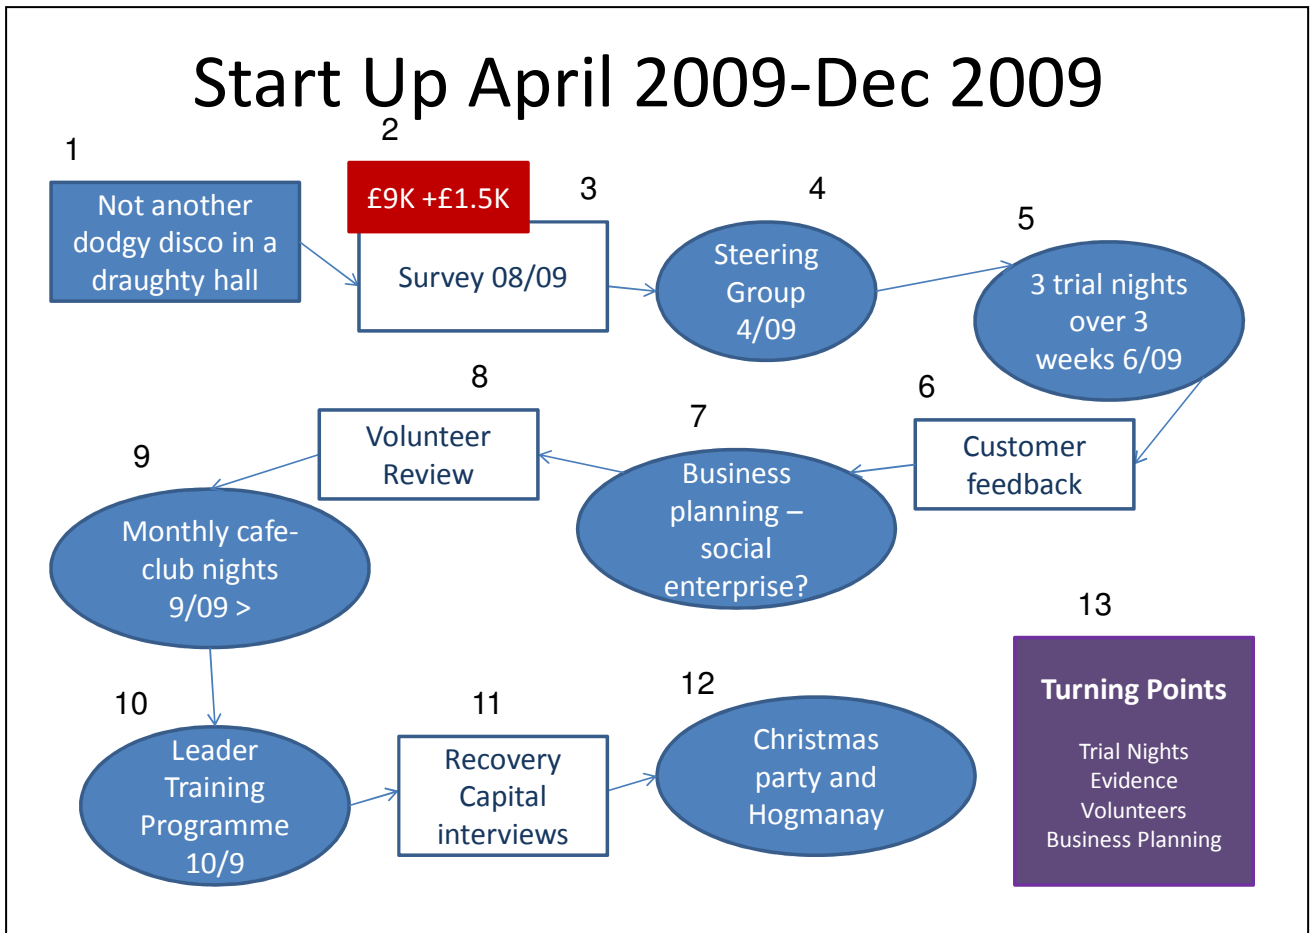 Start Up April 2009-Dec 2009
1
Not another
dodgy disco in a
draughty hall
2
£9K +£1.5K
3
Survey 08/09
4
Steering
Group
4/09
5
3 trial nights
over 3
weeks 6/09
6
Customer
feedback
7
Business
planning –
social
enterprise?
8
Volunteer
Review
9
Monthly cafe-
club nights
9/09 >
10
Leader
Training
Programme
10/9
11
Recovery
Capital
interviews
12
Christmas
party and
Hogmanay
13
Turning Points
Trial Nights
Evidence
Volunteers
Business Planning